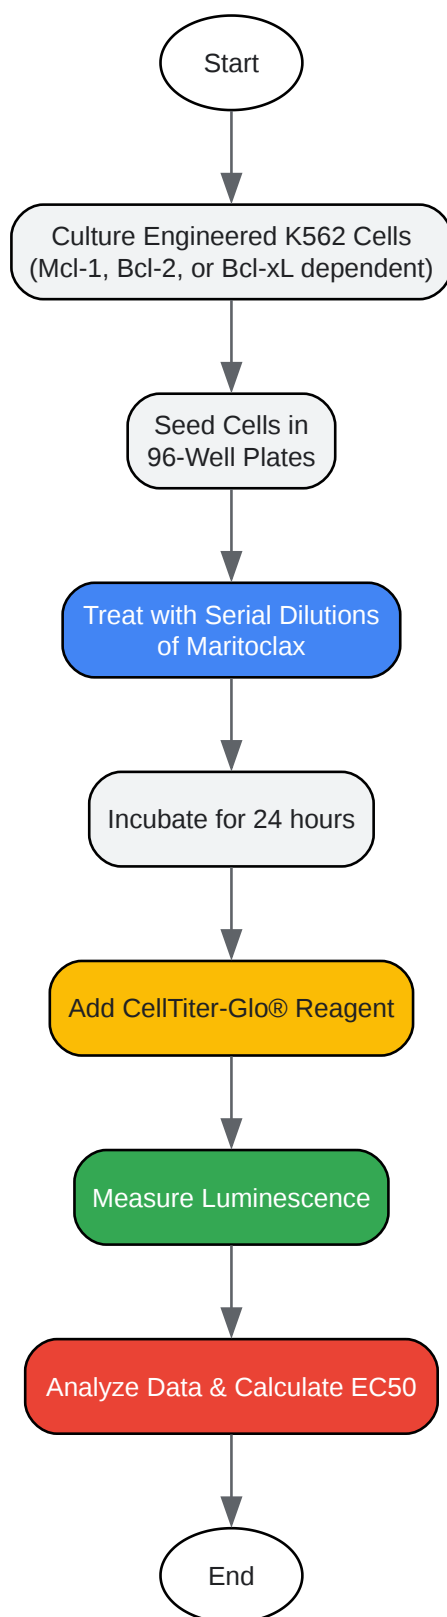 Start
Culture Engineered K562 Cells
(Mcl-1, Bcl-2, or Bcl-xL dependent)
Seed Cells in
96-Well Plates
Treat with Serial Dilutions
of Maritoclax
Incubate for 24 hours
Add CellTiter-Glo® Reagent
Measure Luminescence
Analyze Data & Calculate EC50
End